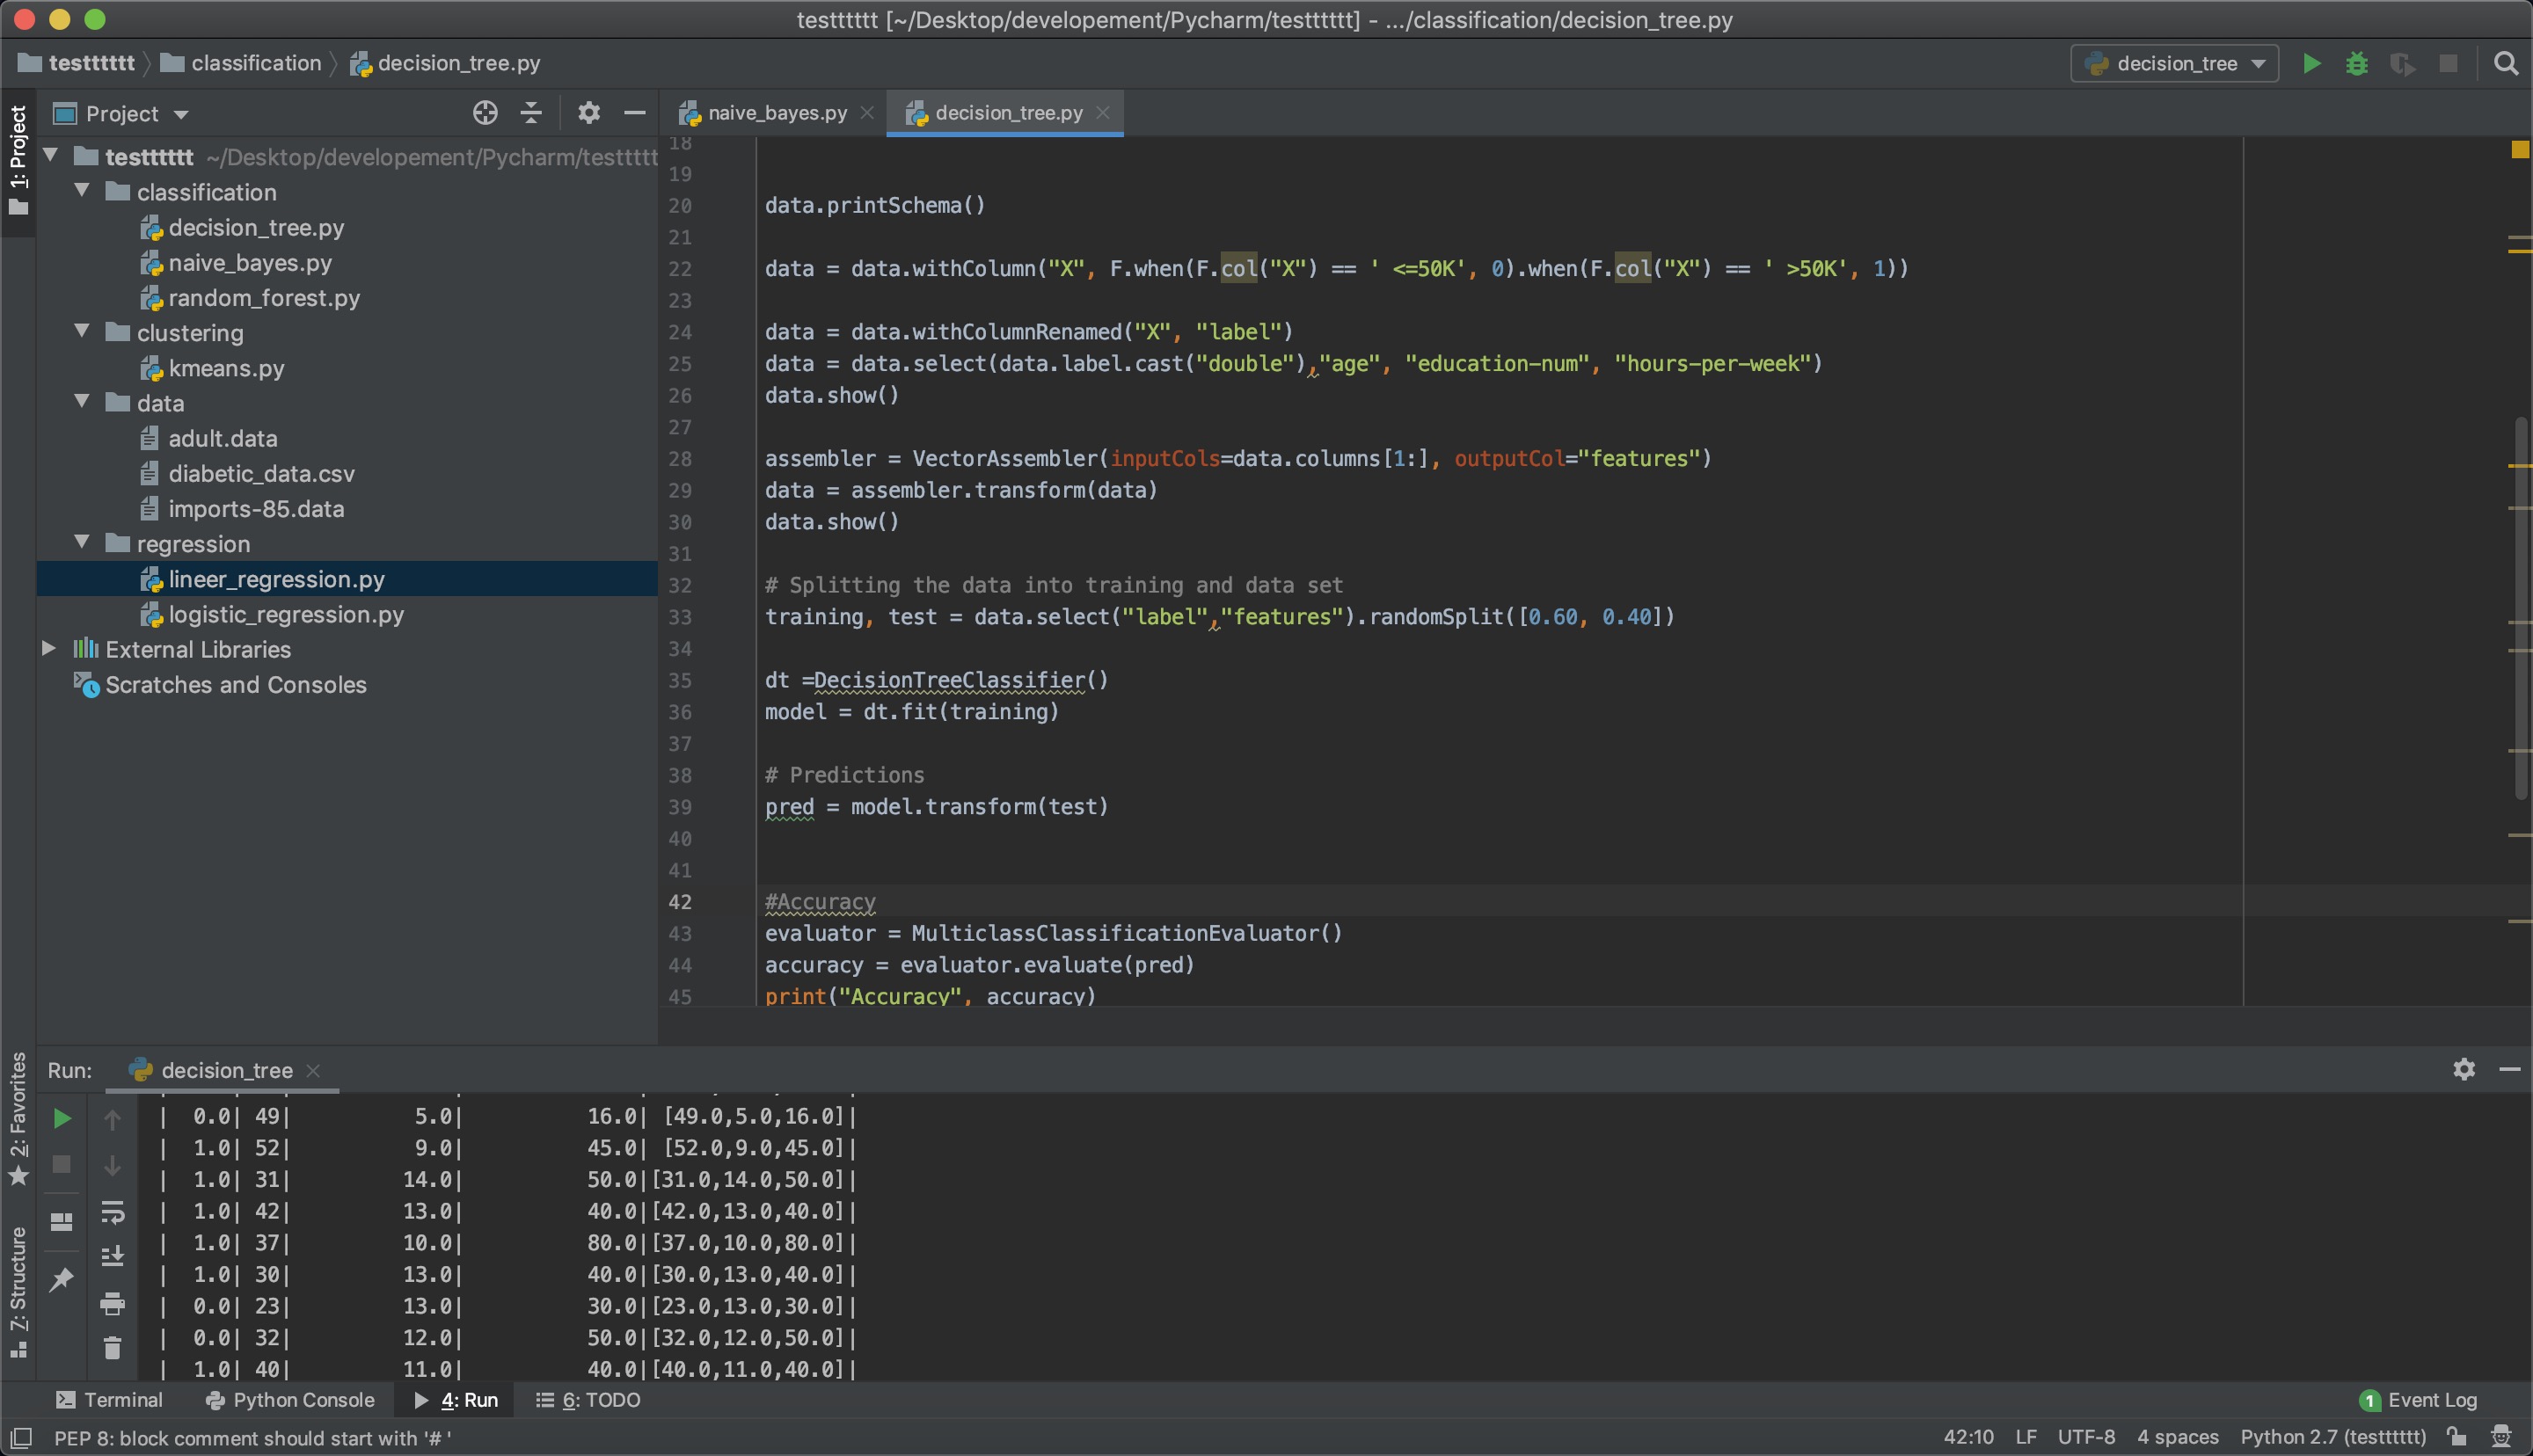 testttttt [~/Desktop/developement/Pycharm/testttttt] - .../classification/decision_tree.py
testttttt classification decision_tree.py
decision_tree
1: Project
Project
naive_bayes.py
decision_tree.py
testttttt ~/Desktop/developement/Pycharm/testtttt
classification
decision_tree.py
naive_bayes.py
random_forest.py
clustering
kmeans.py
data
adult.data
diabetic_data.csv
imports-85.data
regression
lineer_regression.py
logistic_regression.py
External Libraries
Scratches and Consoles
18
19
20 data.printSchema()
21
22 data = data.withColumn("X", F.when(F.col("X") == ' <=50K', 0).when(F.col("X") == ' >50K', 1))
23
24 data = data.withColumnRenamed("X", "label")
25 data = data.select(data.label.cast("double"),"age", "education-num", "hours-per-week")
26 data.show()
27
28 assembler = VectorAssembler(inputCols=data.columns[1:], outputCol="features")
29 data = assembler.transform(data)
30 data.show()
31
32 # Splitting the data into training and data set
33 training, test = data.select("label","features").randomSplit([0.60, 0.40])
34
35 dt =DecisionTreeClassifier()
36 model = dt.fit(training)
37
38 # Predictions
39 pred = model.transform(test)
40
41
42 #Accuracy
43 evaluator = MulticlassClassificationEvaluator()
44 accuracy = evaluator.evaluate(pred)
45 print("Accuracy", accuracy)
2: Favorites
7: Structure
Run: decision_tree
| 0.0| 49| 5.0| 16.0| [49.0,5.0,16.0]|
| 1.0| 52| 9.0| 45.0| [52.0,9.0,45.0]|
| 1.0| 31| 14.0| 50.0|[31.0,14.0,50.0]|
| 1.0| 42| 13.0| 40.0|[42.0,13.0,40.0]|
| 1.0| 37| 10.0| 80.0|[37.0,10.0,80.0]|
| 1.0| 30| 13.0| 40.0|[30.0,13.0,40.0]|
| 0.0| 23| 13.0| 30.0|[23.0,13.0,30.0]|
| 0.0| 32| 12.0| 50.0|[32.0,12.0,50.0]|
| 1.0| 40| 11.0| 40.0|[40.0,11.0,40.0]|
Terminal Python Console 4: Run 6: TODO 1 Event Log
PEP 8: block comment should start with '# ' 42:10 LF UTF-8 4 spaces Python 2.7 (testttttt)